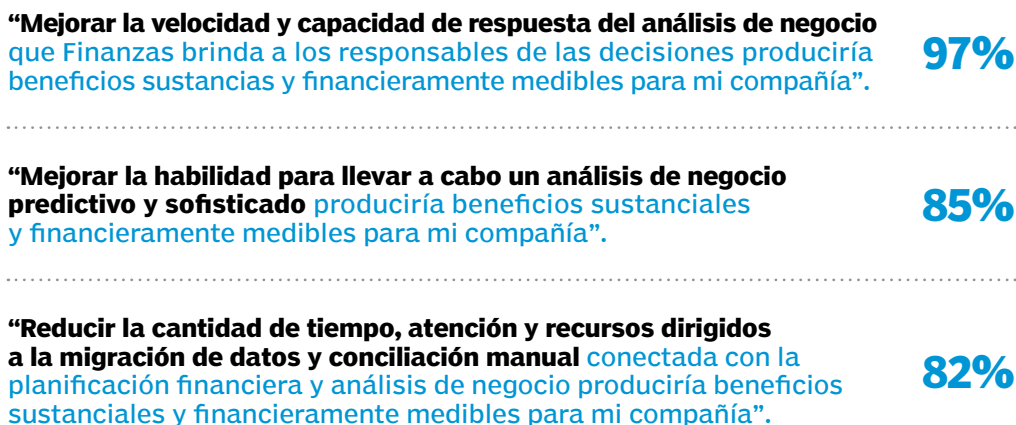 “Mejorar la velocidad y capacidad de respuesta del análisis de negocio
que Finanzas brinda a los responsables de las decisiones produciría
beneficios sustancias y financieramente medibles para mi compañía”.
97%
“Mejorar la habilidad para llevar a cabo un análisis de negocio
predictivo y sofisticado produciría beneficios sustanciales
y financieramente medibles para mi compañía”.
85%
“Reducir la cantidad de tiempo, atención y recursos dirigidos
a la migración de datos y conciliación manual conectada con la
planificación financiera y análisis de negocio produciría beneficios
sustanciales y financieramente medibles para mi compañía”.
82%